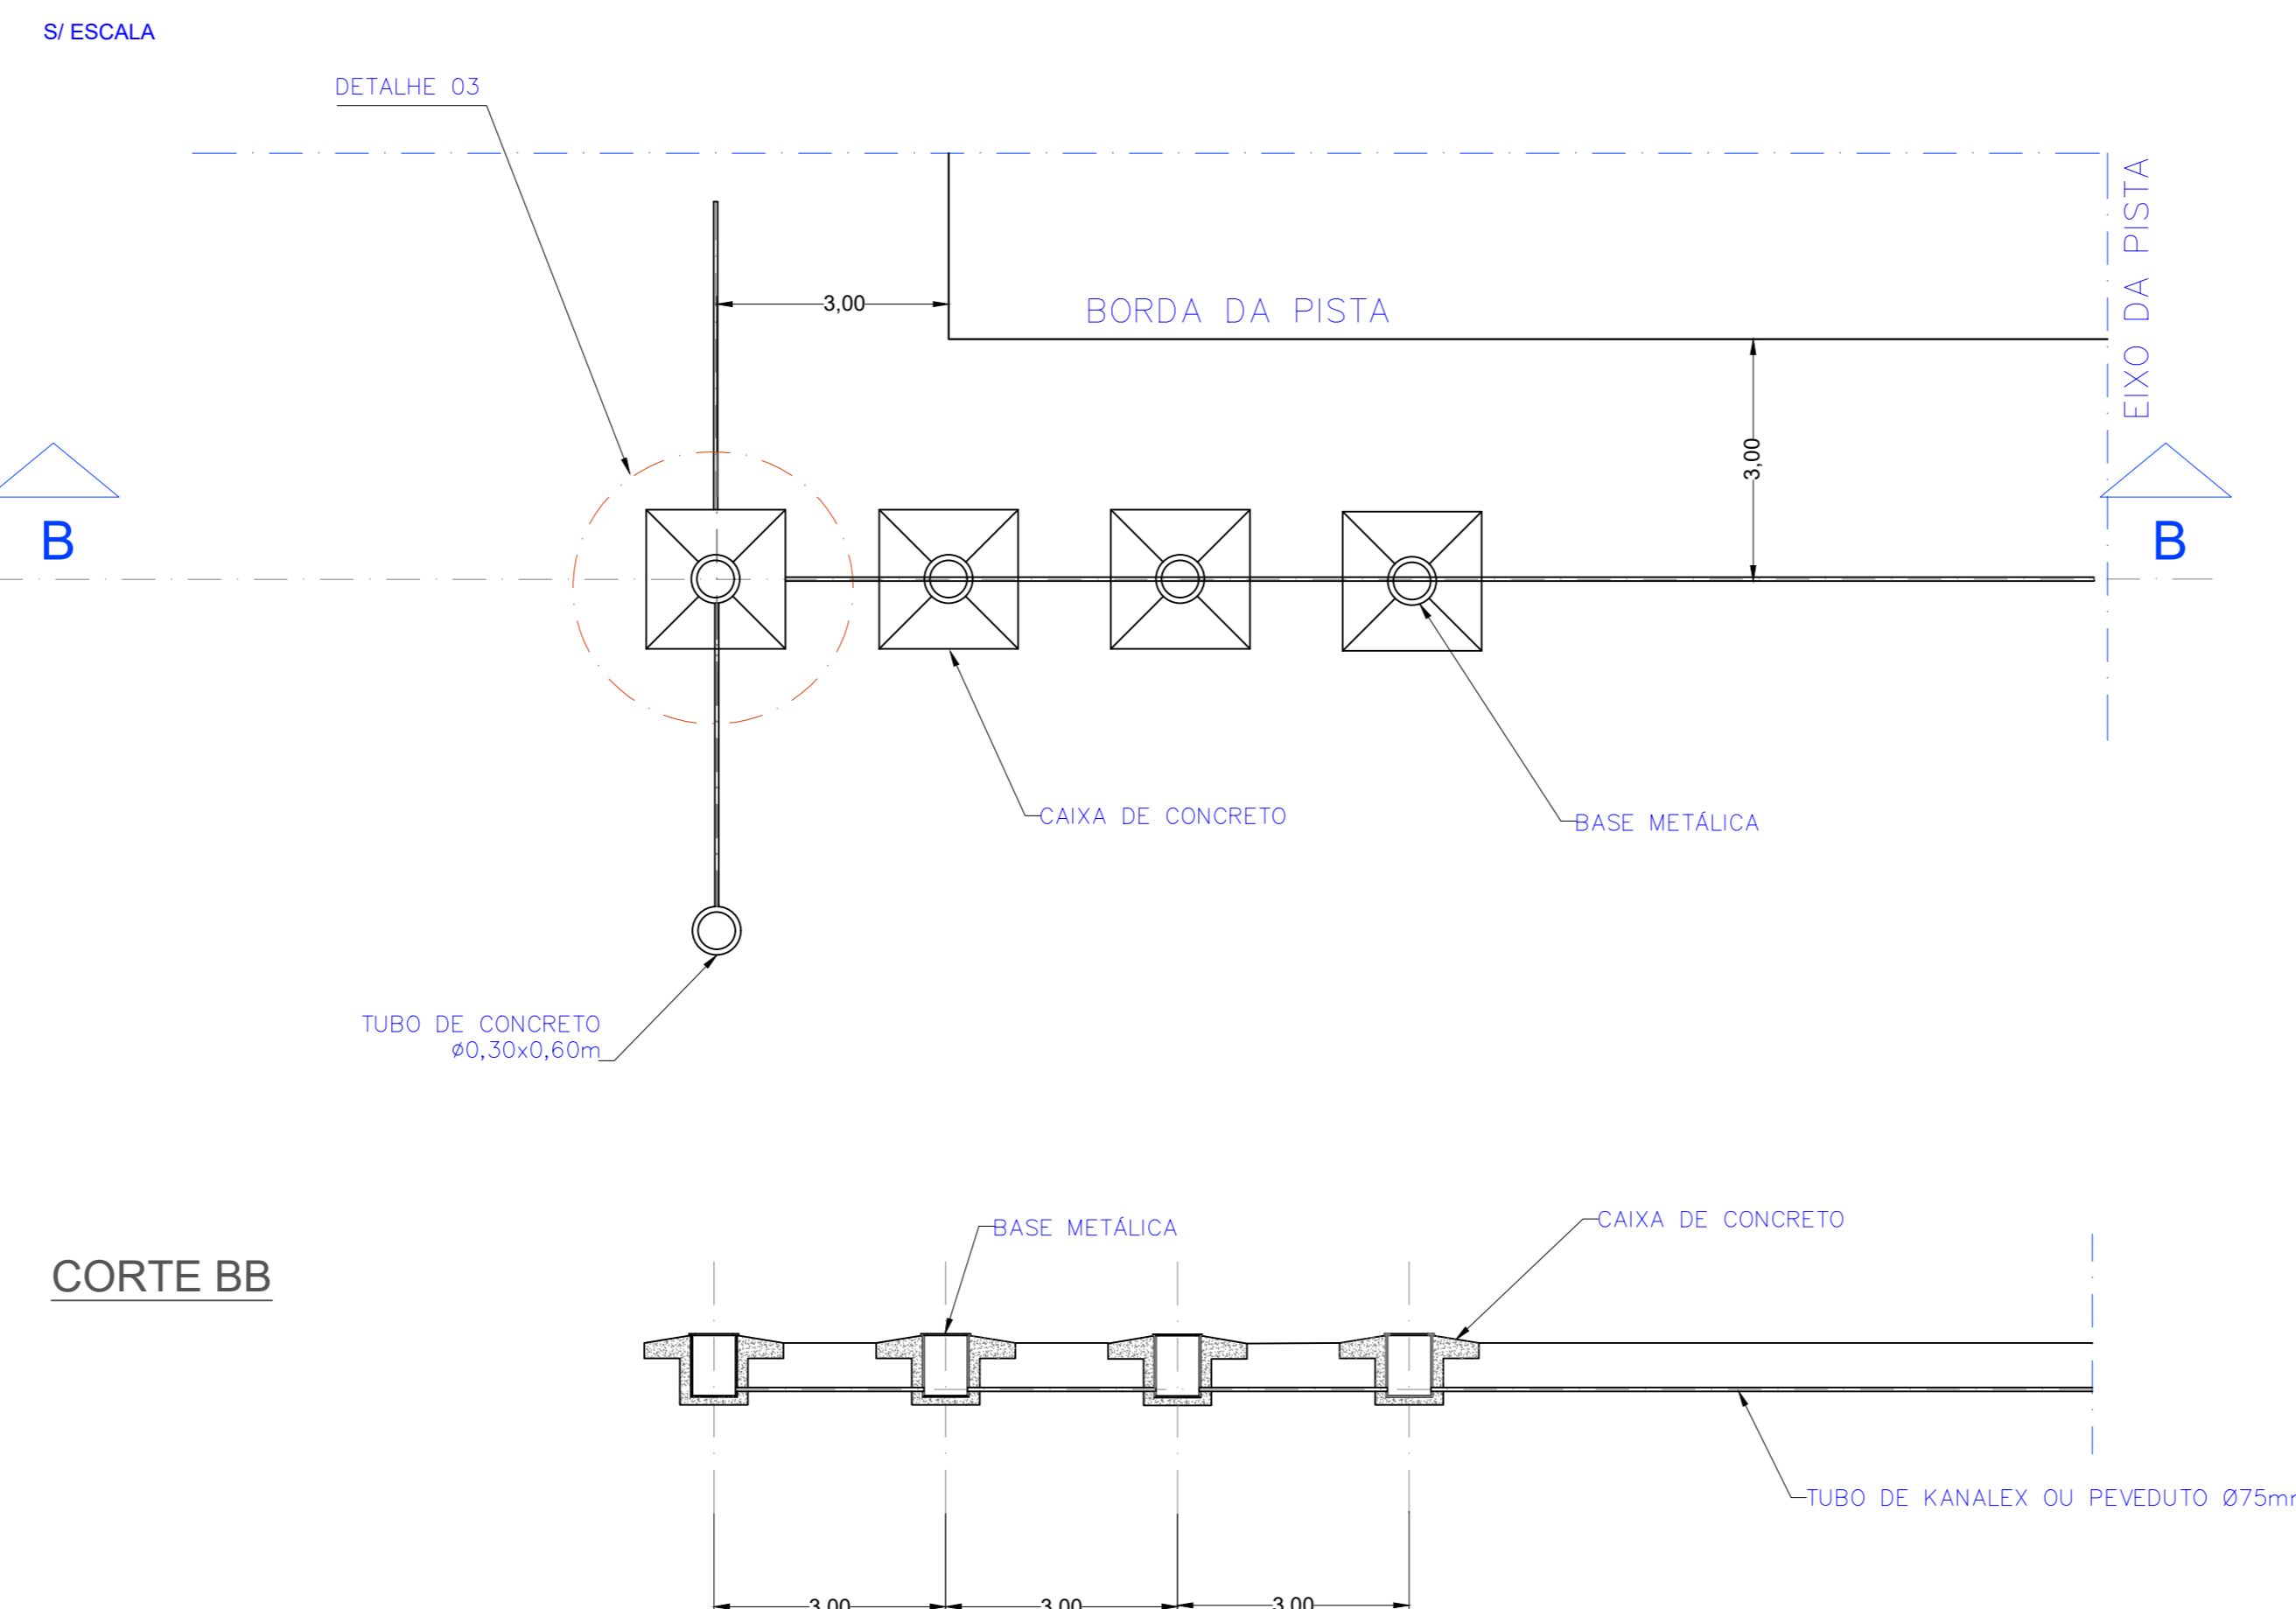 S/ ESCALA
DETALHE 03
EIXO DA PISTA
3,00
BORDA DA PISTA
3,00
B
B
CAIXA DE CONCRETO
BASE METÁLICA
TUBO DE CONCRETO
ø0,30x0,60m
CORTE BB
BASE METÁLICA
CAIXA DE CONCRETO
TUBO DE KANALEX OU PEVEDUTO Ø75mm
3,00
3,00
3,00